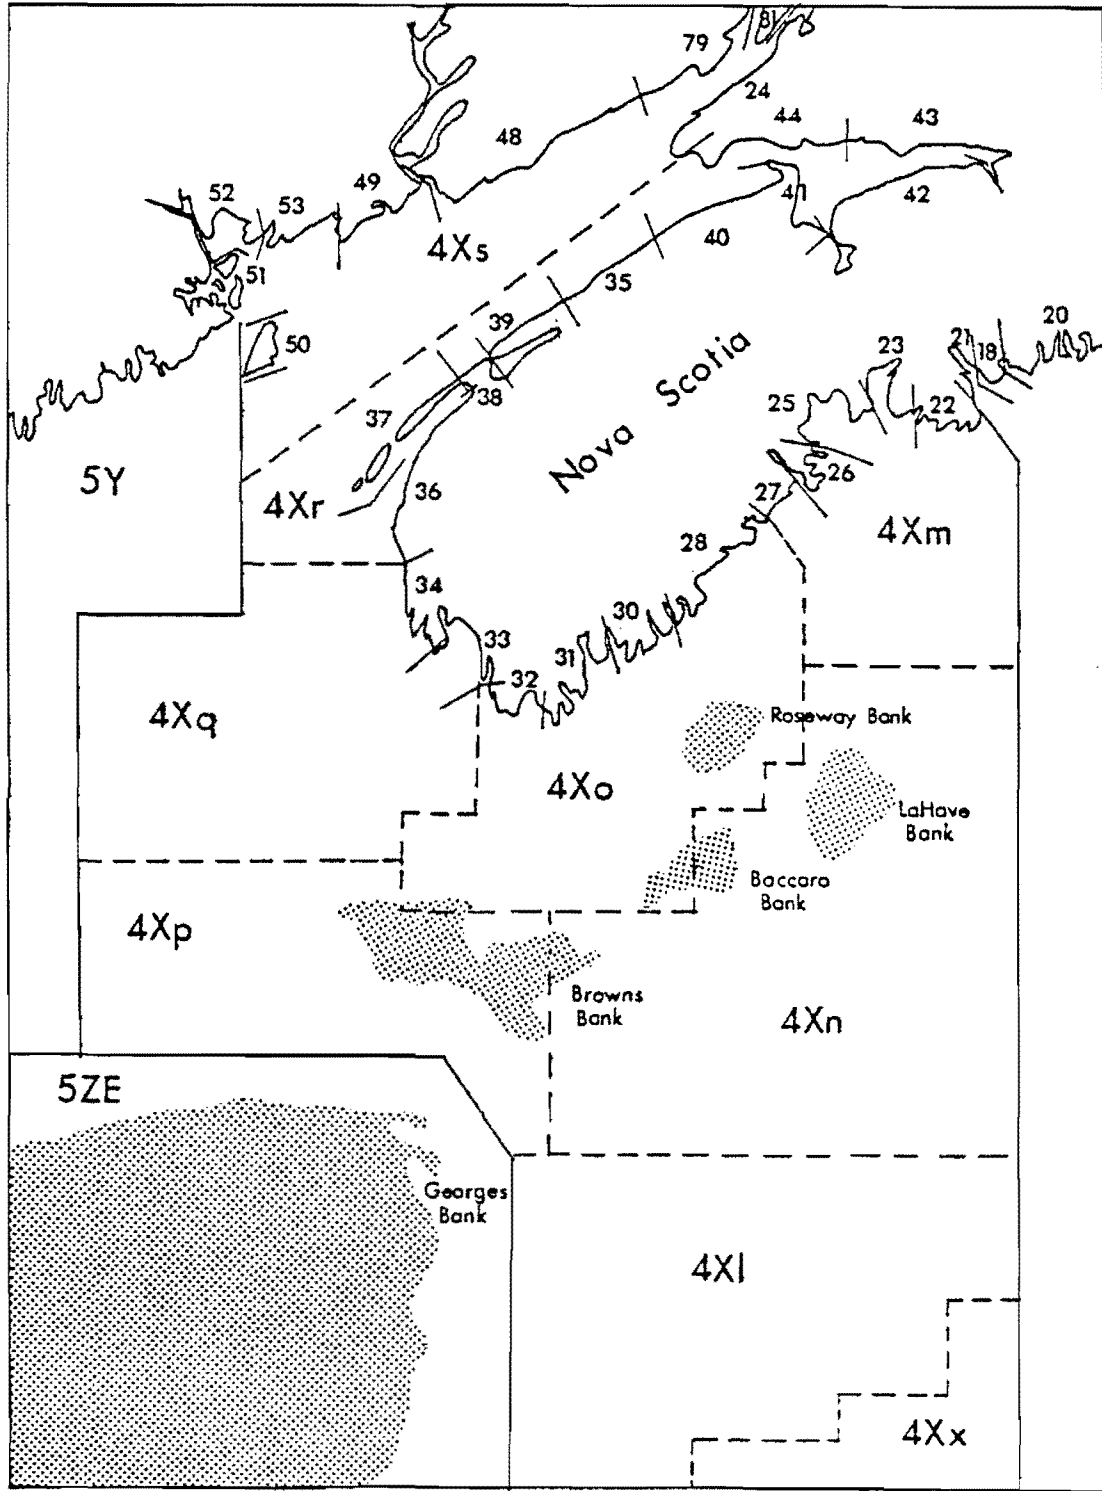 81
79
24
44
43
48
52
53
49
41
42
4Xs
40
51
35
50
39
20
21
18
23
38
37
25
22
Nova Scotia
5Y
4Xr
36
26
27
4Xm
28
34
30
33
31
32
4Xq
Roseway Bank
4Xo
LaHave
Bank
Baccaro
Bank
4Xp
Browns
Bank
4Xn
5ZE
Georges
Bank
4Xl
4Xx